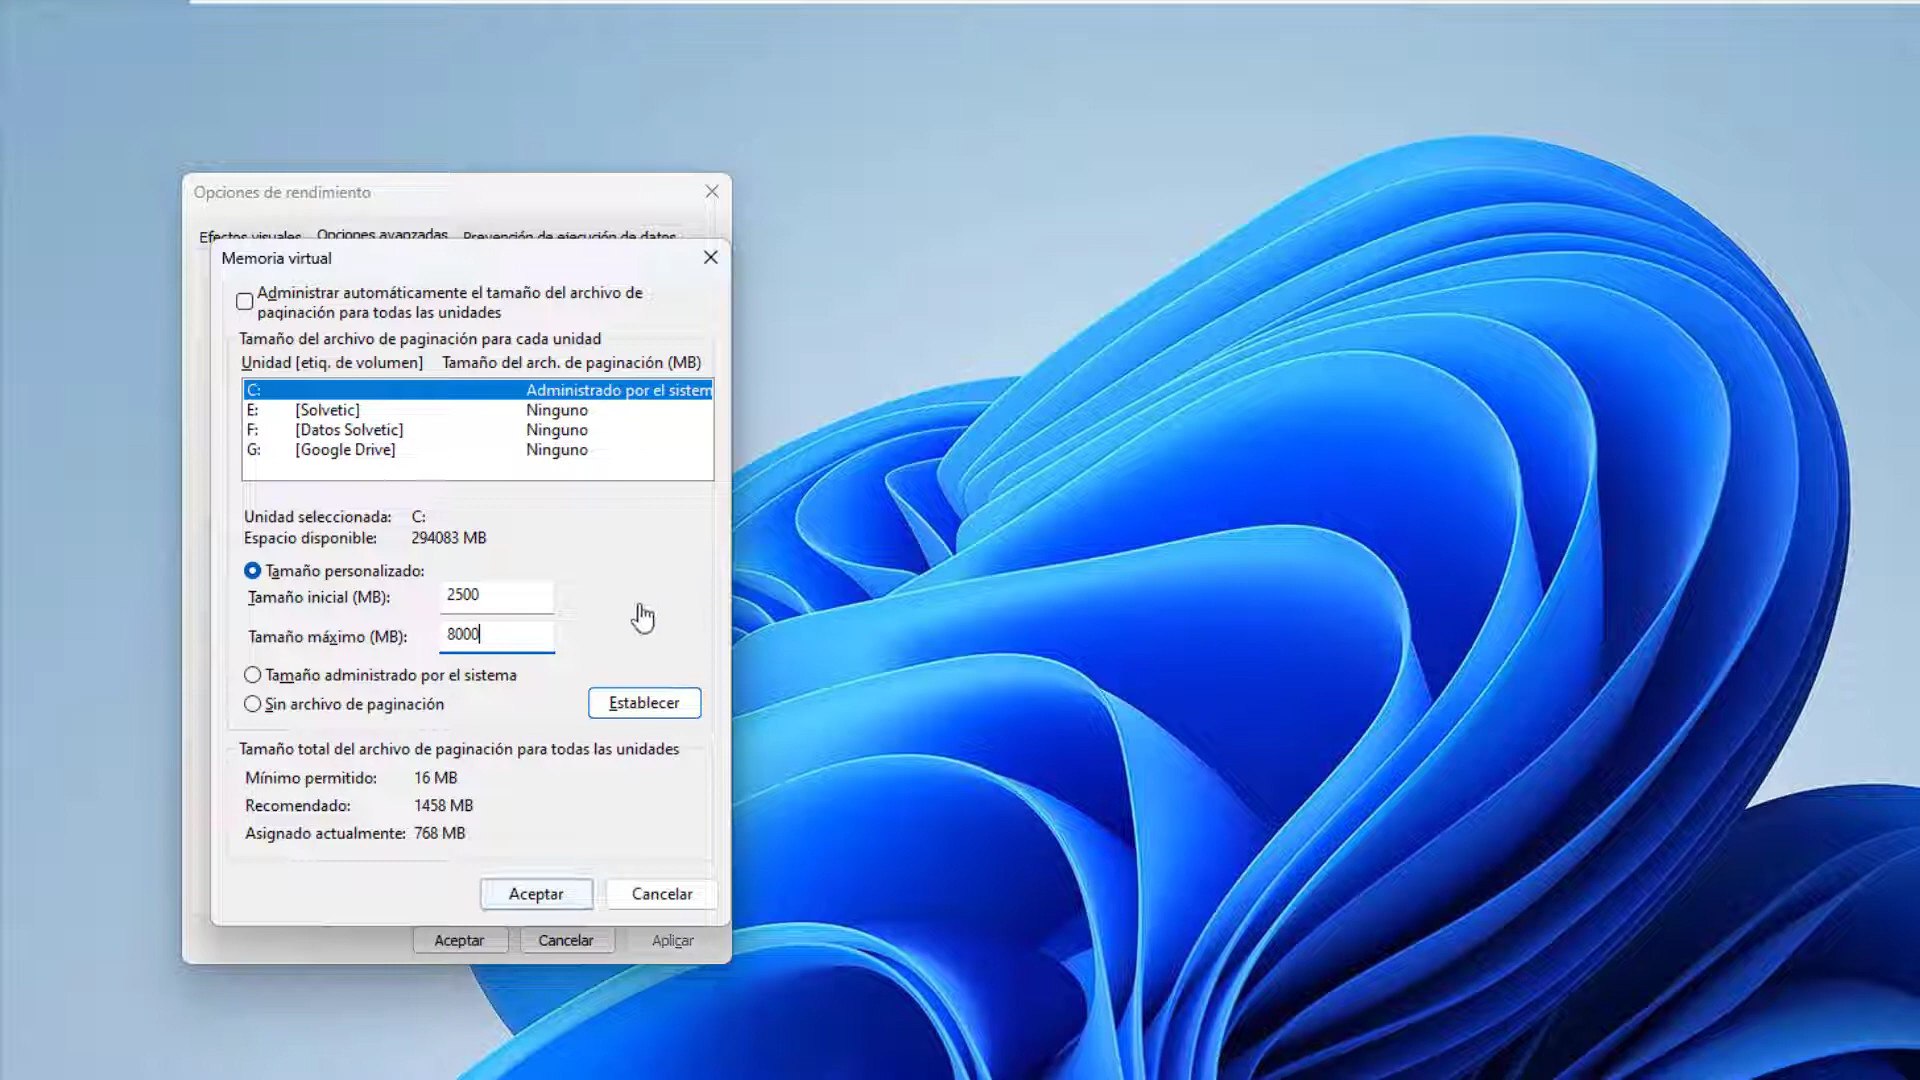 Opciones de rendimiento
Efectos visuales Opciones avanzadas Prevención de ejecución de datos
Memoria virtual
Administrar automáticamente el tamaño del archivo de
paginación para todas las unidades
Tamaño del archivo de paginación para cada unidad
Unidad [etiq. de volumen] Tamaño del arch. de paginación (MB)
C: Administrado por el sistem
E: [Solvetic] Ninguno
F: [Datos Solvetic] Ninguno
G: [Google Drive] Ninguno
Unidad seleccionada: C:
Espacio disponible: 294083 MB
Tamaño personalizado:
Tamaño inicial (MB): 2500
Tamaño máximo (MB): 8000
Tamaño administrado por el sistema
Sin archivo de paginación Establecer
Tamaño total del archivo de paginación para todas las unidades
Mínimo permitido: 16 MB
Recomendado: 1458 MB
Asignado actualmente: 768 MB
Aceptar Cancelar
Aceptar Cancelar Aplicar